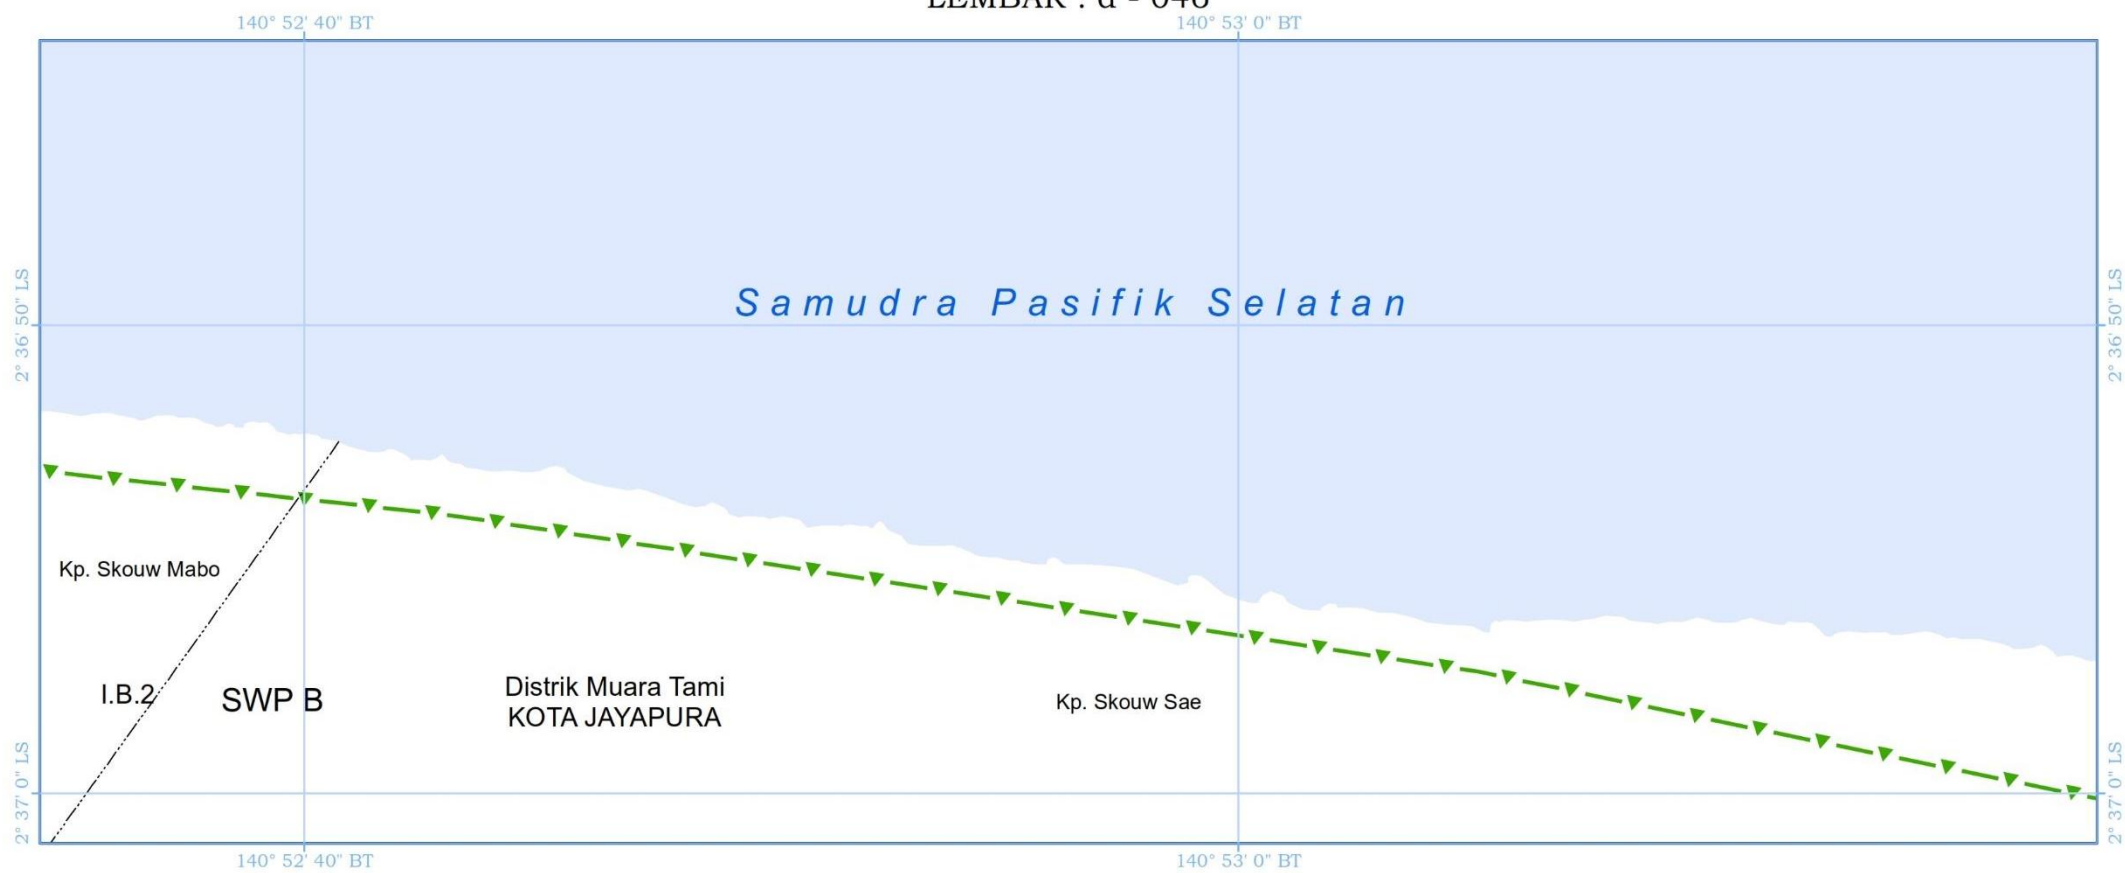 LEMBAR : d - 046
140° 52' 40" BT
140° 53' 0" BT
2° 36' 50" LS
2° 36' 50" LS
Samudra Pasifik Selatan
Kp. Skouw Mabo
I.B.2
SWP B
Distrik Muara Tami
KOTA JAYAPURA
Kp. Skouw Sae
2° 37' 0" LS
2° 37' 0" LS
140° 52' 40" BT
140° 53' 0" BT